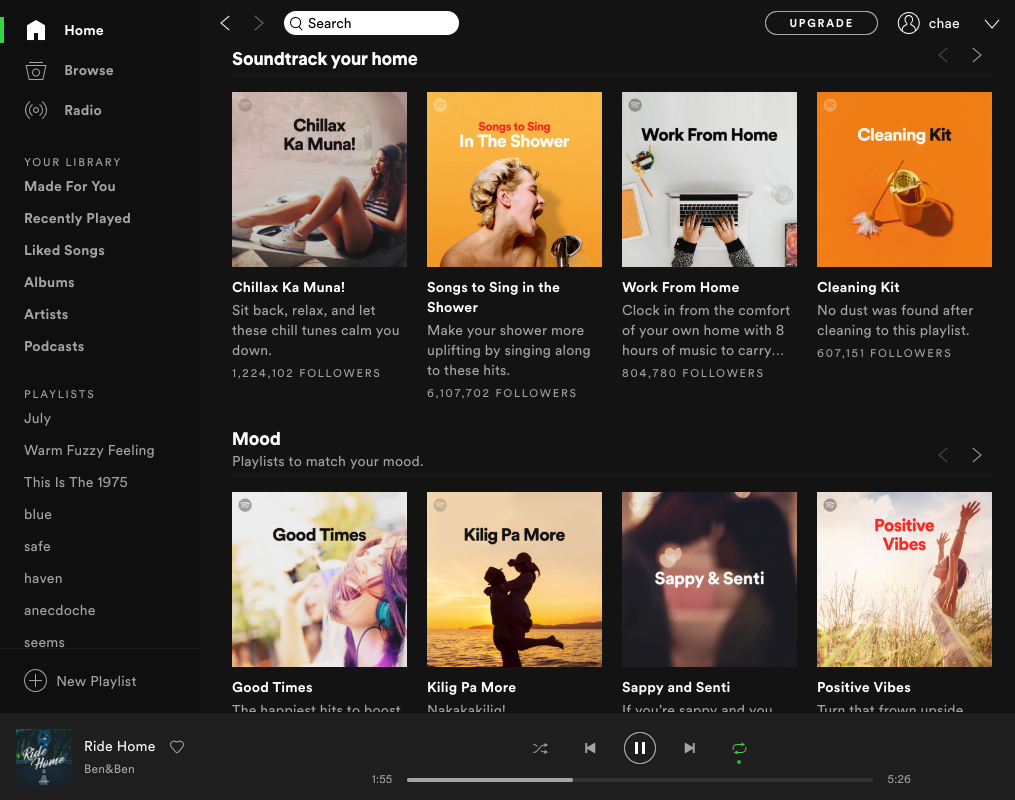 Home
Browse
Radio
YOUR LIBRARY
Made For You
Recently Played
Liked Songs
Albums
Artists
Podcasts
PLAYLISTS
July
Warm Fuzzy Feeling
This Is The 1975
blue
safe
haven
anecdoche
seems
New Playlist
Search
UPGRADE
chae
Soundtrack your home
Chillax
Ka Muna!
Chillax Ka Muna!
Sit back, relax, and let
these chill tunes calm you
down.
1,224,102 FOLLOWERS
Songs to Sing
In The Shower
Songs to Sing in the
Shower
Make your shower more
uplifting by singing along
to these hits.
6,107,702 FOLLOWERS
Work From Home
Work From Home
Clock in from the comfort
of your own home with 8
hours of music to carry...
804,780 FOLLOWERS
Cleaning Kit
Cleaning Kit
No dust was found after
cleaning to this playlist.
607,151 FOLLOWERS
Mood
Playlists to match your mood.
Good Times
Good Times
The happiest hits to boost
Kilig Pa More
Kilig Pa More
Nakakakilig!
Sappy & Senti
Sappy and Senti
If you're sappy and you
Positive
Vibes
Positive Vibes
Turn that frown upside
Ride
Home
Ride Home
Ben&Ben
1:55
5:26